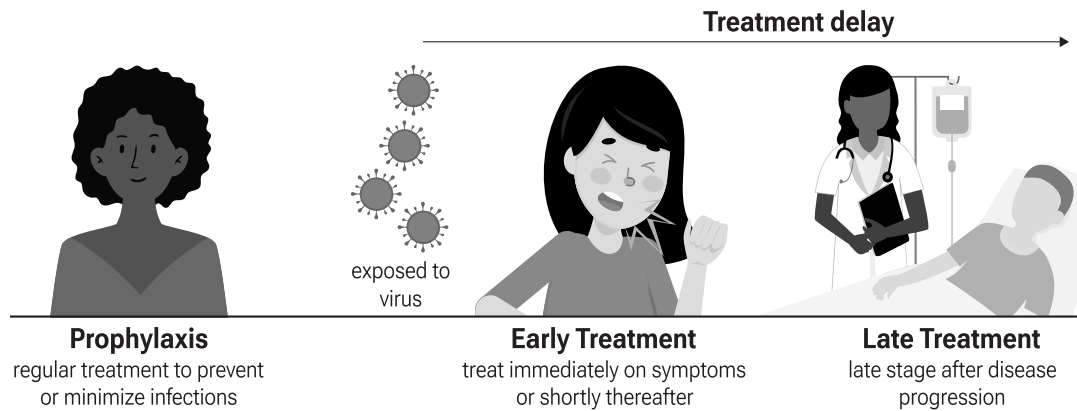 Treatment delay
exposed to
virus
Prophylaxis
regular treatment to prevent
or minimize infections
Early Treatment
treat immediately on symptoms
or shortly thereafter
Late Treatment
late stage after disease
progression